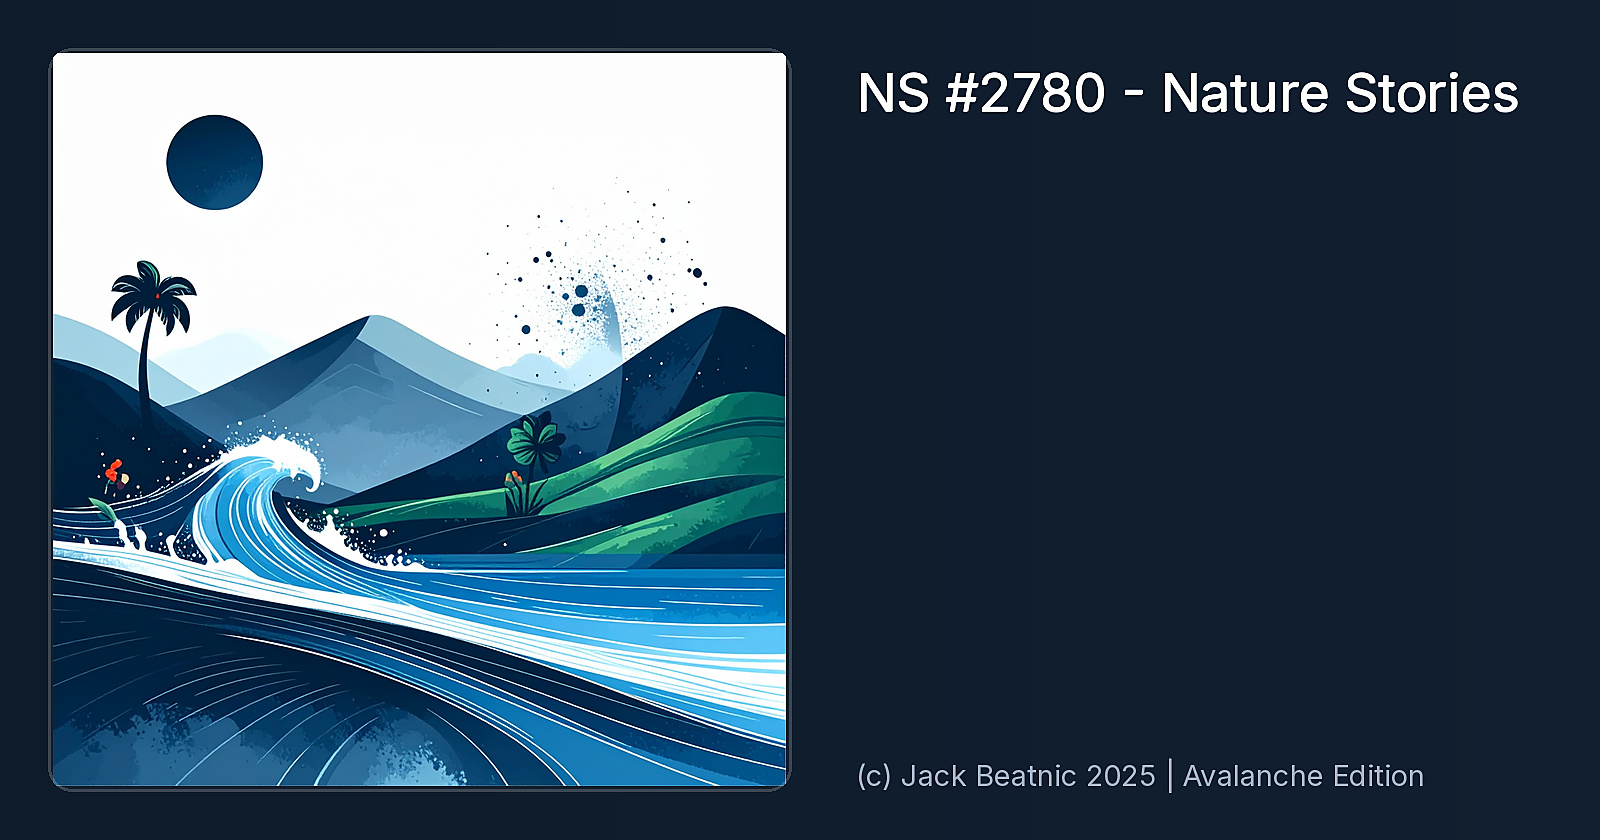 NS #2780 - Nature Stories
(c) Jack Beatnic 2025 | Avalanche Edition